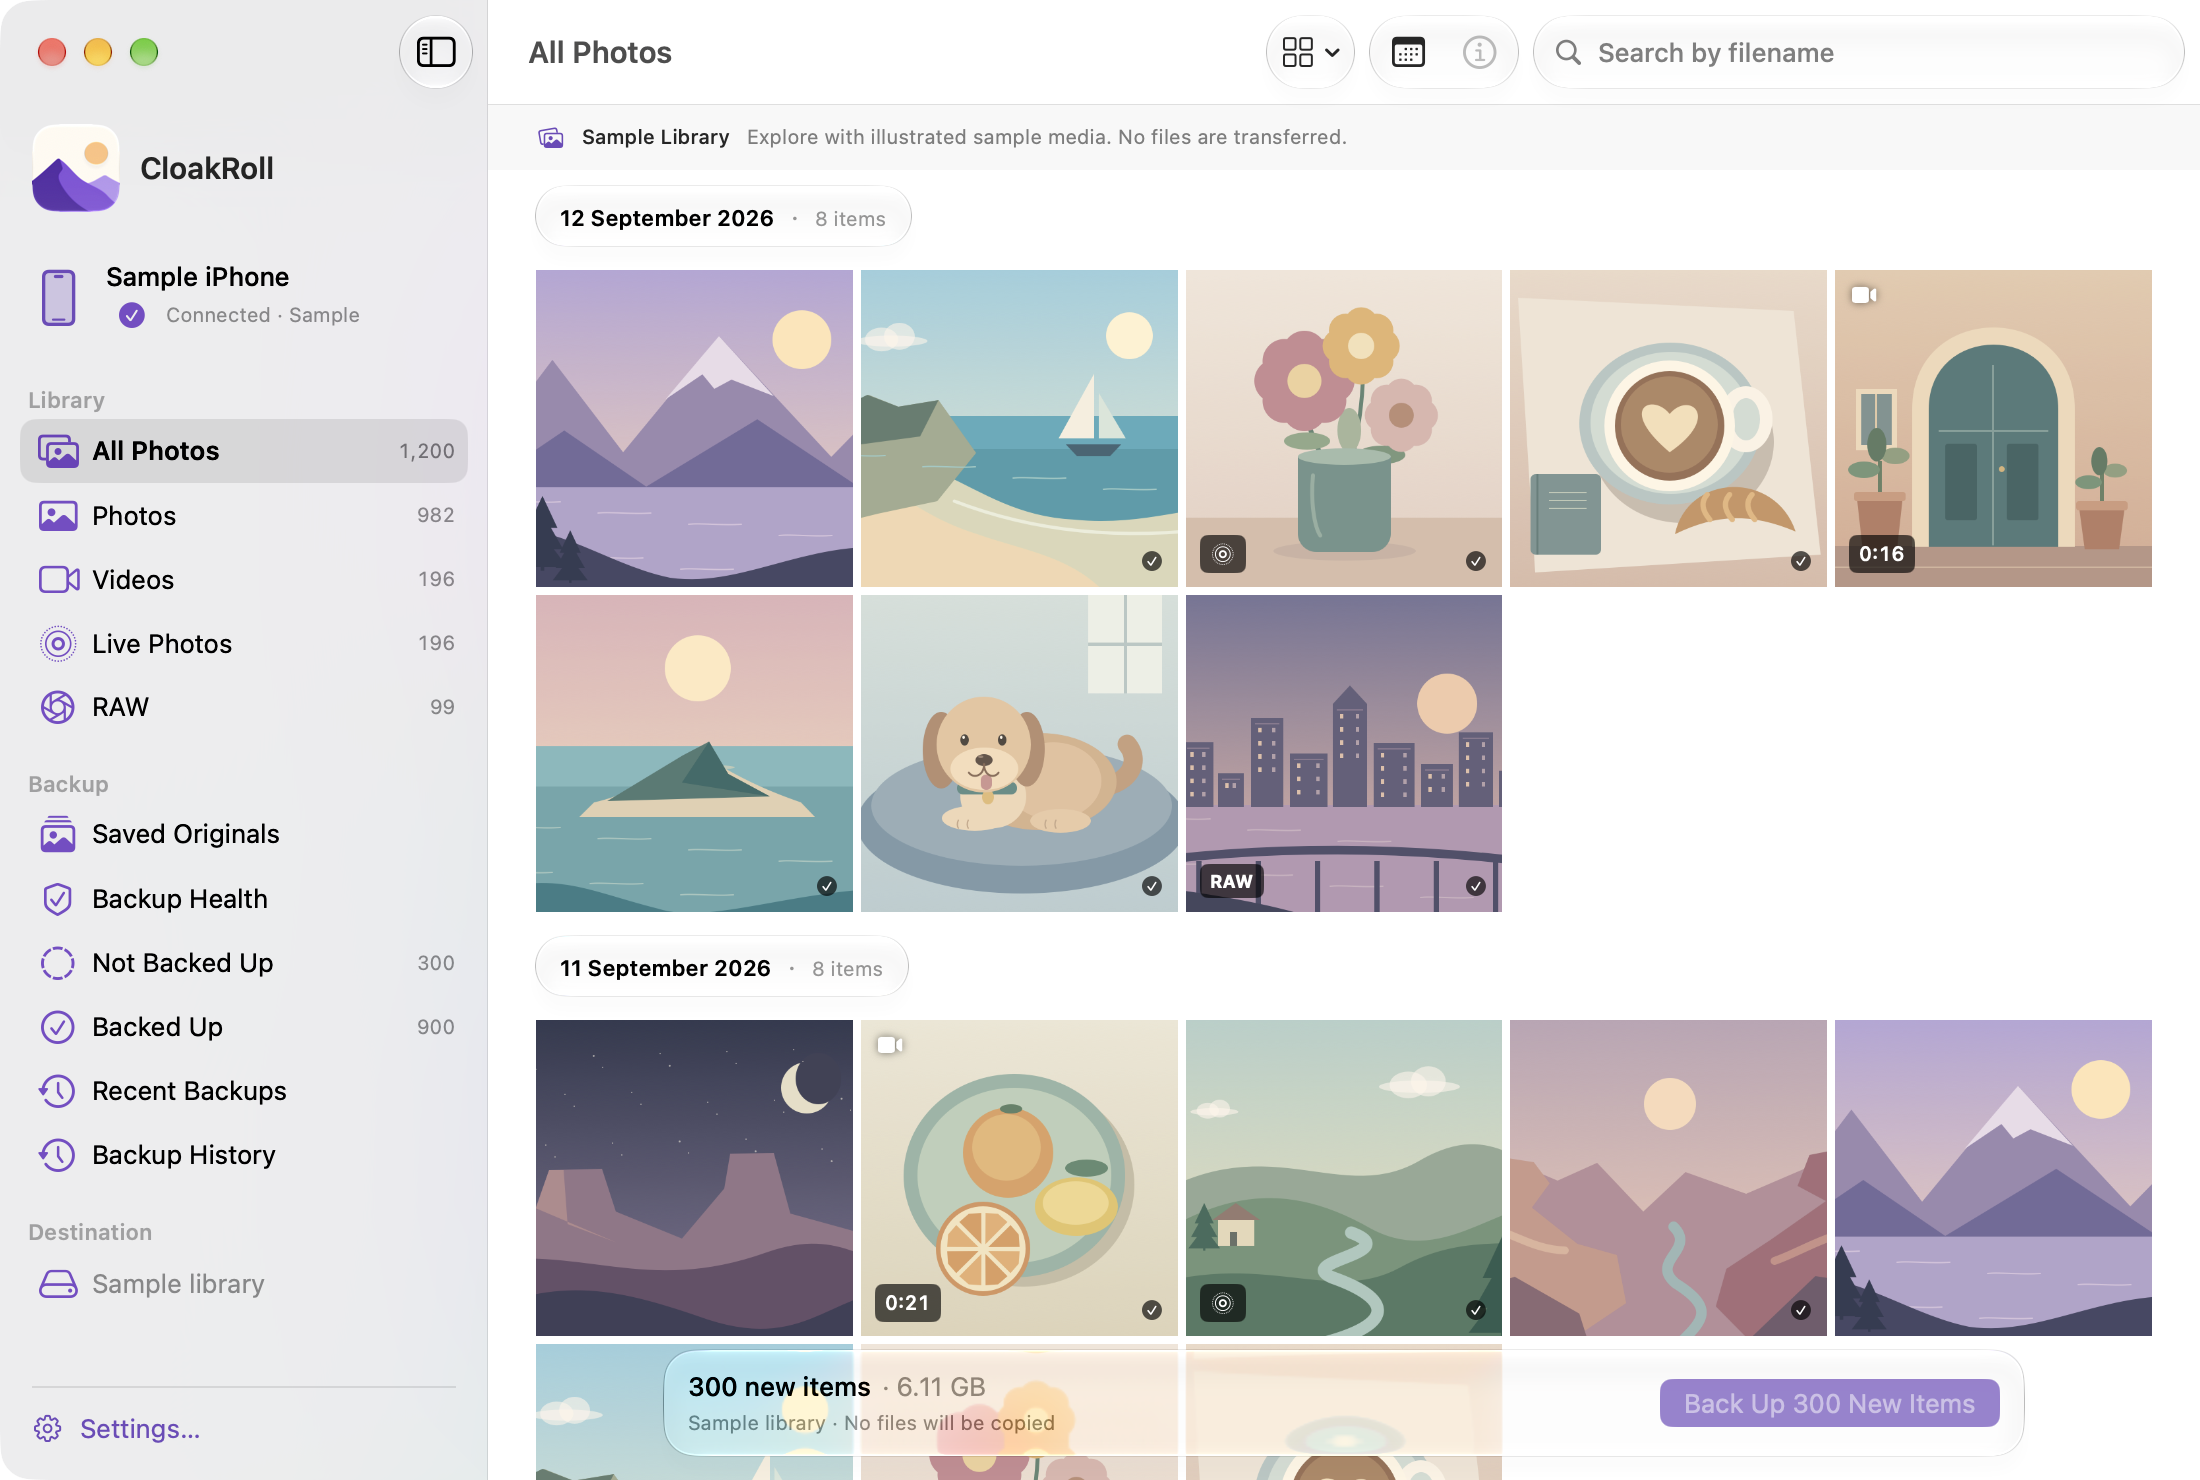 All Photos
Search by filename
CloakRoll
Sample iPhone
Connected · Sample
Library
All Photos 1,200
Photos 982
Videos 196
Live Photos 196
RAW 99
Backup
Saved Originals
Backup Health
Not Backed Up 300
Backed Up 900
Recent Backups
Backup History
Destination
Sample library
Settings...
Sample Library Explore with illustrated sample media. No files are transferred.
12 September 2026 · 8 items
0:16
RAW
11 September 2026 · 8 items
0:21
300 new items · 6.11 GB
Sample library · No files will be copied
Back Up 300 New Items